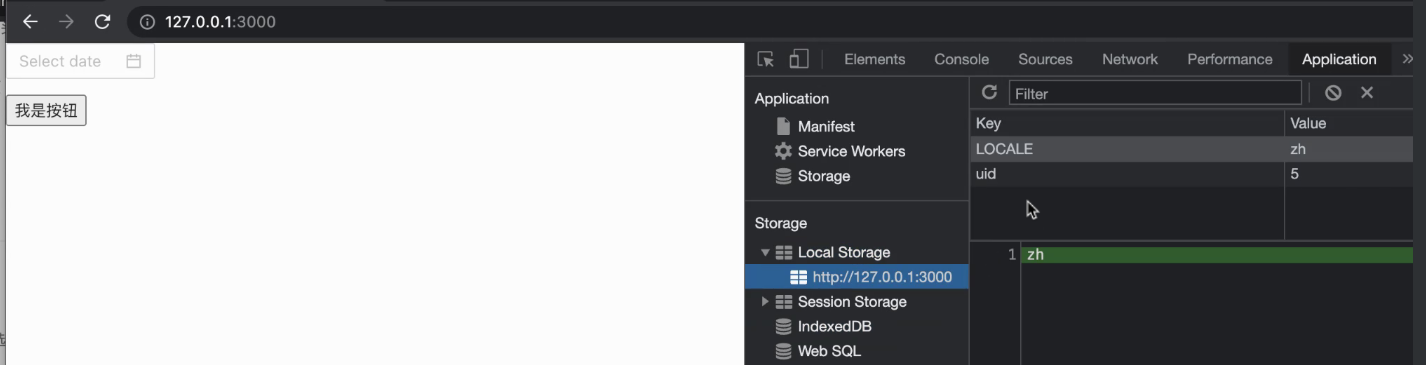 127.0.0.1:3000
Select date
我是按钮
Elements Console Sources Network Performance Application »
Application
Manifest
Service Workers
Storage
Storage
Local Storage
http://127.0.0.1:3000
Session Storage
IndexedDB
Web SQL
Filter
Key Value
LOCALE zh
uid 5
1 zh